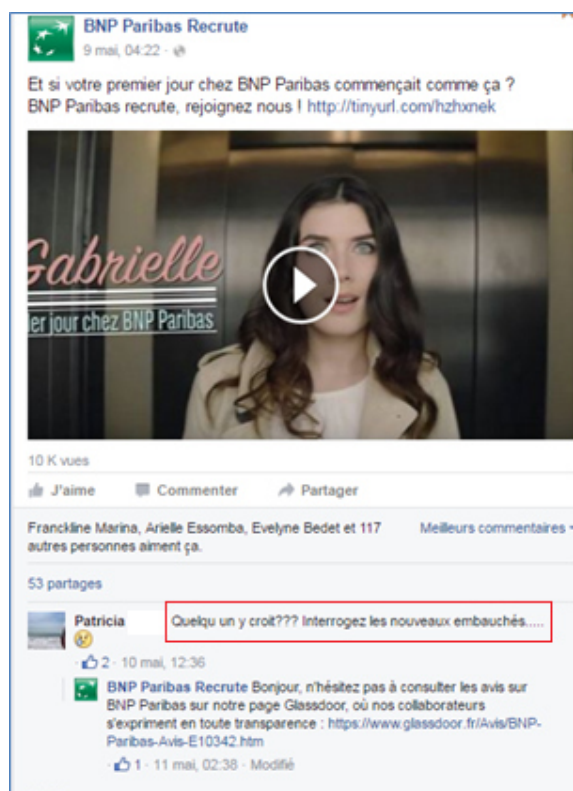 BNP Paribas Recrute
9 mai, 04:22 ·
Et si votre premier jour chez BNP Paribas commençait comme ça ?
BNP Paribas recrute, rejoignez nous ! http://tinyurl.com/hzhxnek
Gabrielle
ier jour chez BNP Paribas
10 K vues
J'aime Commenter Partager
Franckline Marina, Arielle Essomba, Evelyne Bedet et 117 Meilleurs commentaires
autres personnes aiment ça.
53 partages
Patricia Quelqu un y croit??? Interrogez les nouveaux embauchés.....
· 2 · 10 mai, 12:36
BNP Paribas Recrute Bonjour, n'hésitez pas à consulter les avis sur
BNP Paribas sur notre page Glassdoor, où nos collaborateurs
s'expriment en toute transparence : https://www.glassdoor.fr/Avis/BNP-
Paribas-Avis-E10342.htm
· 1 · 11 mai, 02:38 · Modifié